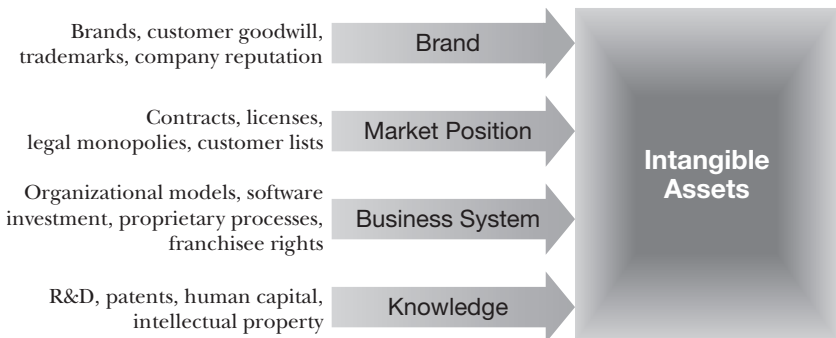 Brands, customer goodwill,
trademarks, company reputation
Brand
Contracts, licenses,
legal monopolies, customer lists
Market Position
Organizational models, software
investment, proprietary processes,
franchisee rights
Business System
R&D, patents, human capital,
intellectual property
Knowledge
Intangible
Assets